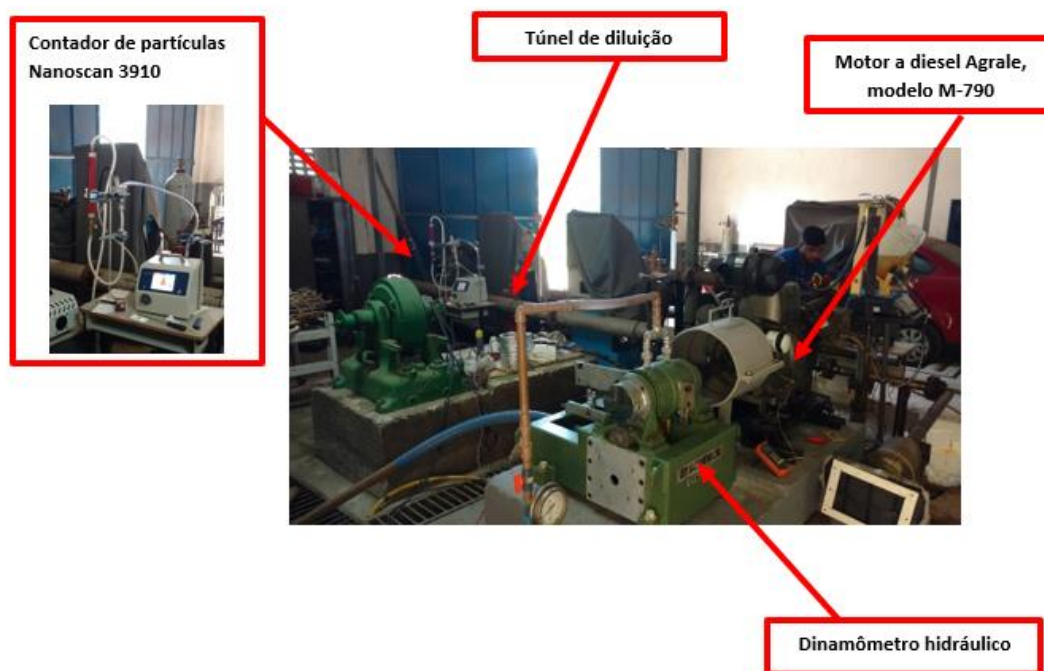 Contador de partículas
Nanoscan 3910
Túnel de diluição
Motor a diesel Agrale,
modelo M-790
Dinamômetro hidráulico